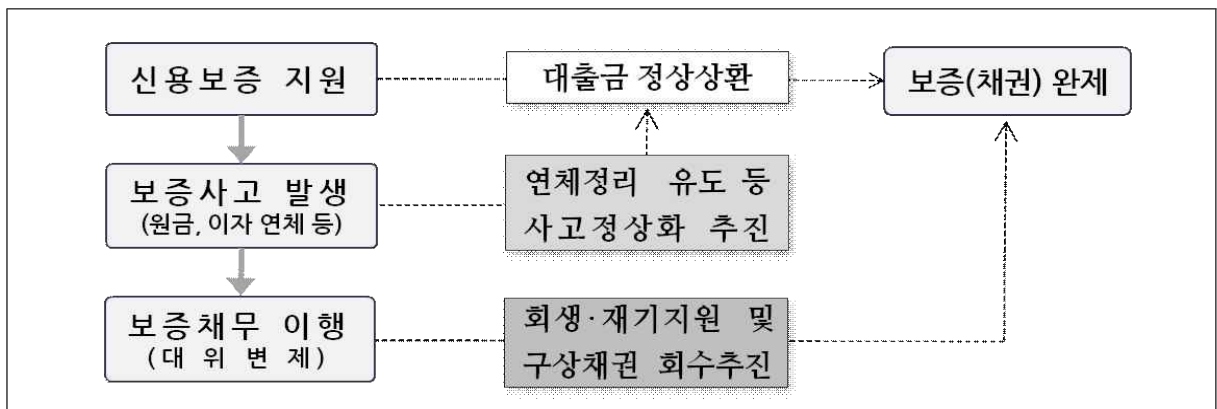 신용보증 지원
대출금 정상상환
보증(채권) 완제
보증사고 발생
(원금, 이자 연체 등)
연체정리 유도 등
사고정상화 추진
보증채무 이행
(대 위 변 제)
회생·재기지원 및
구상채권 회수추진